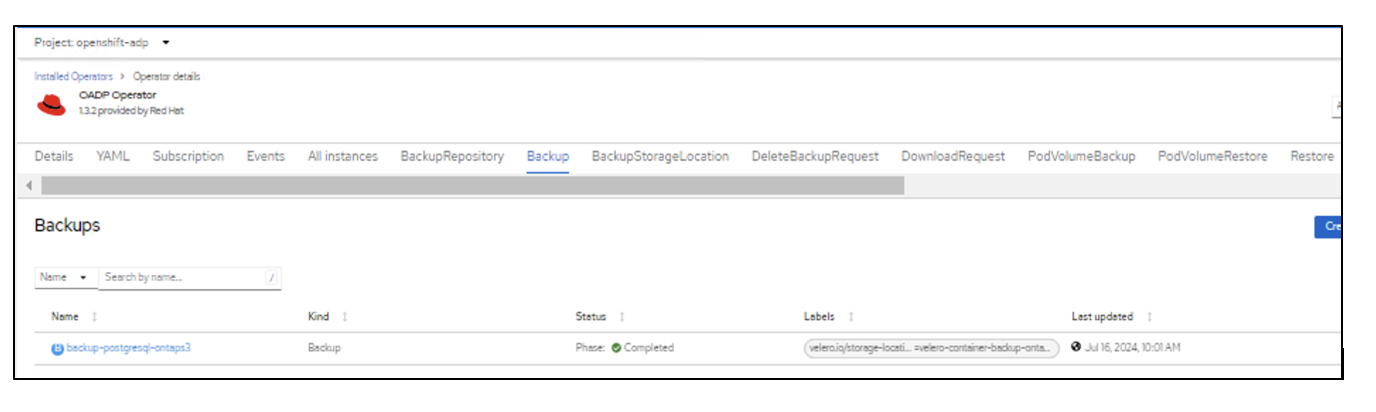 Project: openshift-adp
Installed Operators > Operator details
OADP Operator
1.3.2 provided by Red Hat
A
Details YAML Subscription Events All instances BackupRepository Backup BackupStorageLocation DeleteBackupRequest DownloadRequest PodVolumeBackup PodVolumeRestore Restore
Backups
Cre
Name Search by name... /
Name Kind Status Labels Last updated
B backup-postgresql-ontaps3 Backup Phase: Completed velero.io/storage-locati... =velero-container-backup-onta... Jul 16, 2024, 10:01 AM